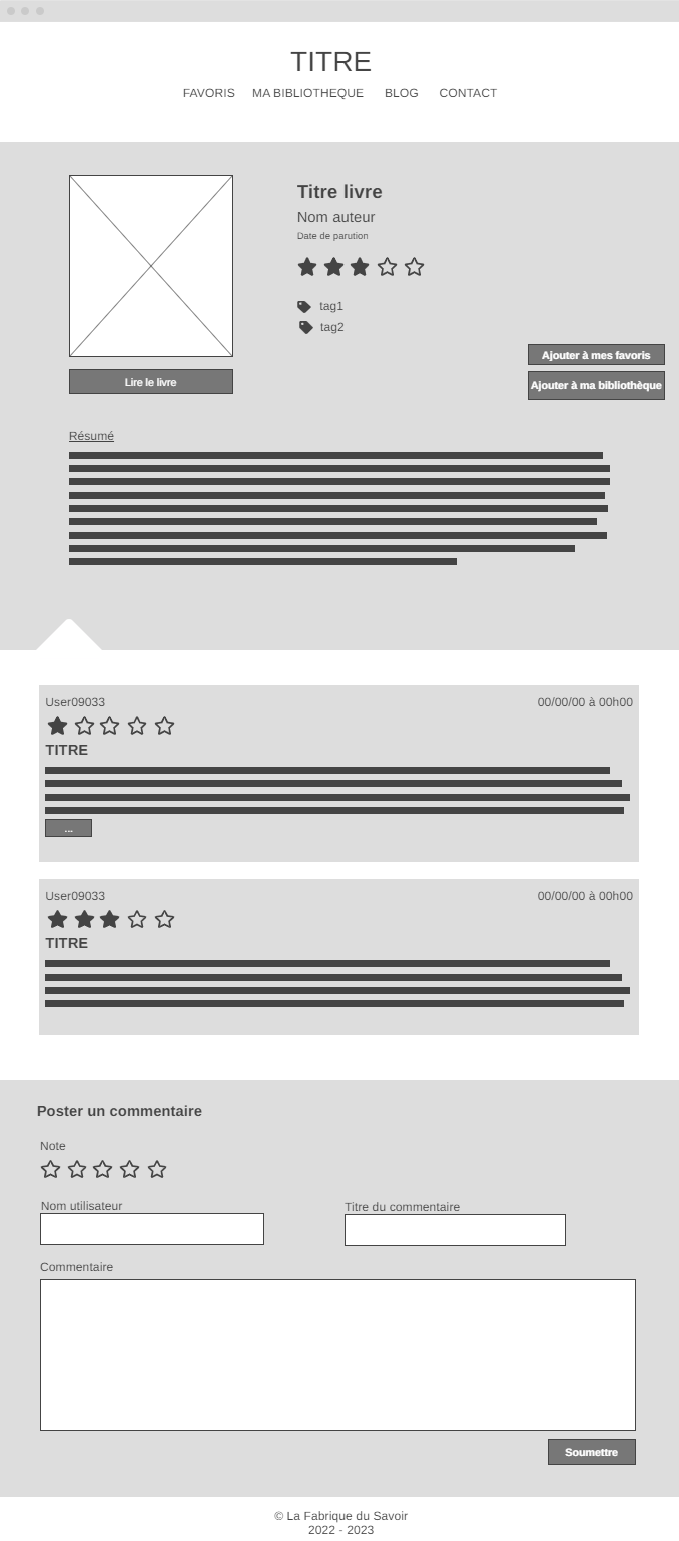 TITRE
FAVORIS MA BIBLIOTHEQUE BLOG CONTACT
Titre livre
Nom auteur
Date de parution
tag1
tag2
Lire le livre
Ajouter à mes favoris
Ajouter à ma bibliothèque
Résumé
User09033 00/00/00 à 00h00
TITRE
...
User09033 00/00/00 à 00h00
TITRE
Poster un commentaire
Note
Nom utilisateur Titre du commentaire
Commentaire
Soumettre
© La Fabrique du Savoir
2022 - 2023